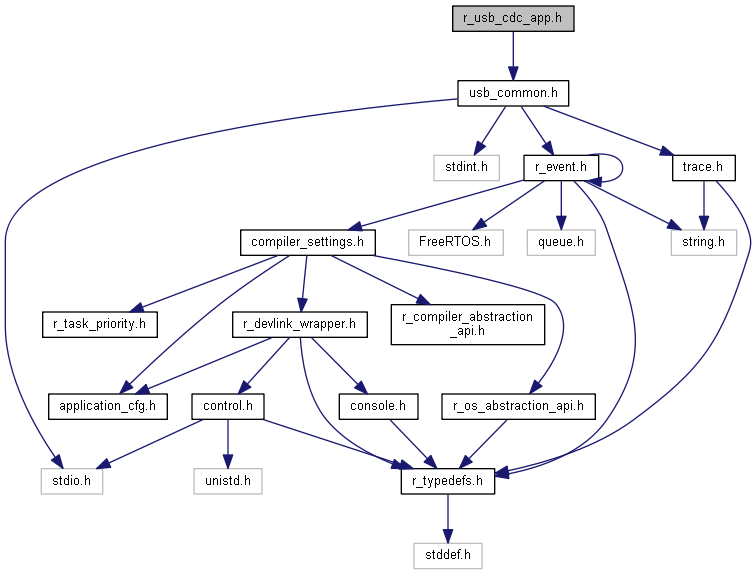 r_usb_cdc_app.h
usb_common.h
stdint.h
r_event.h
trace.h
compiler_settings.h
FreeRTOS.h
queue.h
string.h
r_task_priority.h
r_devlink_wrapper.h
r_compiler_abstraction
_api.h
application_cfg.h
control.h
console.h
r_os_abstraction_api.h
stdio.h
unistd.h
r_typedefs.h
stddef.h